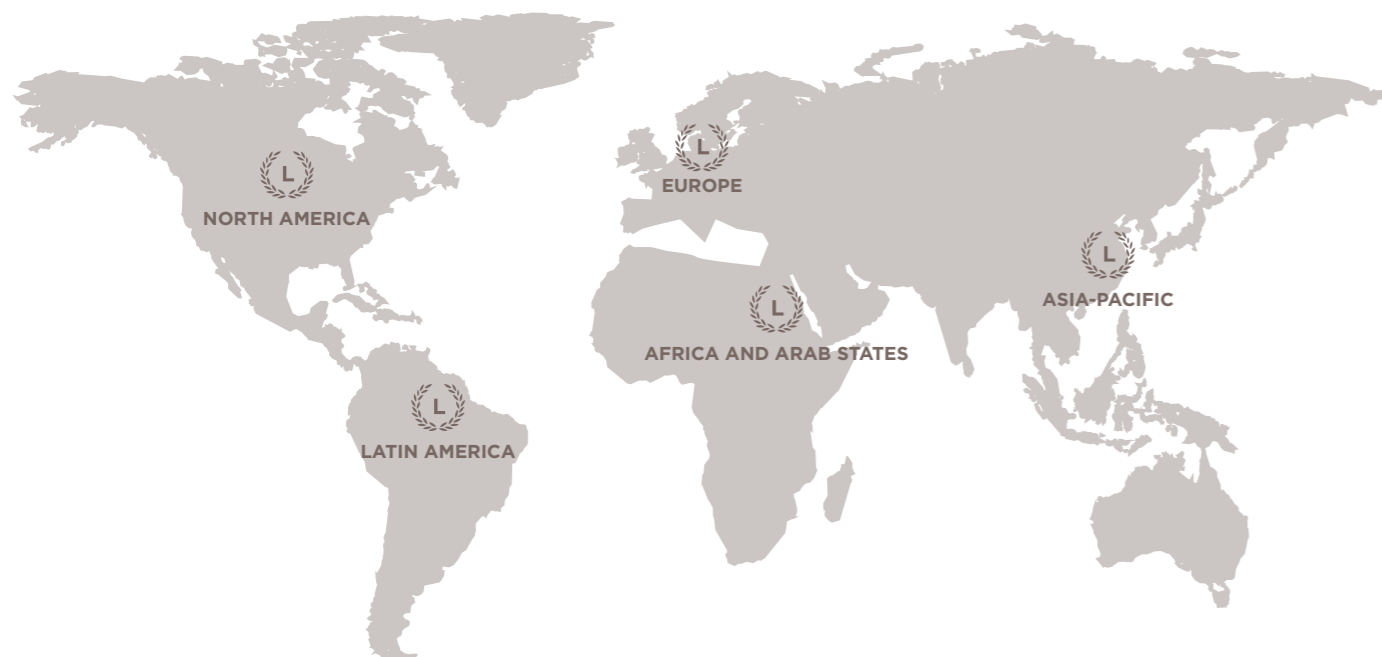 L
NORTH AMERICA
L
EUROPE
L
ASIA-PACIFIC
L
AFRICA AND ARAB STATES
L
LATIN AMERICA